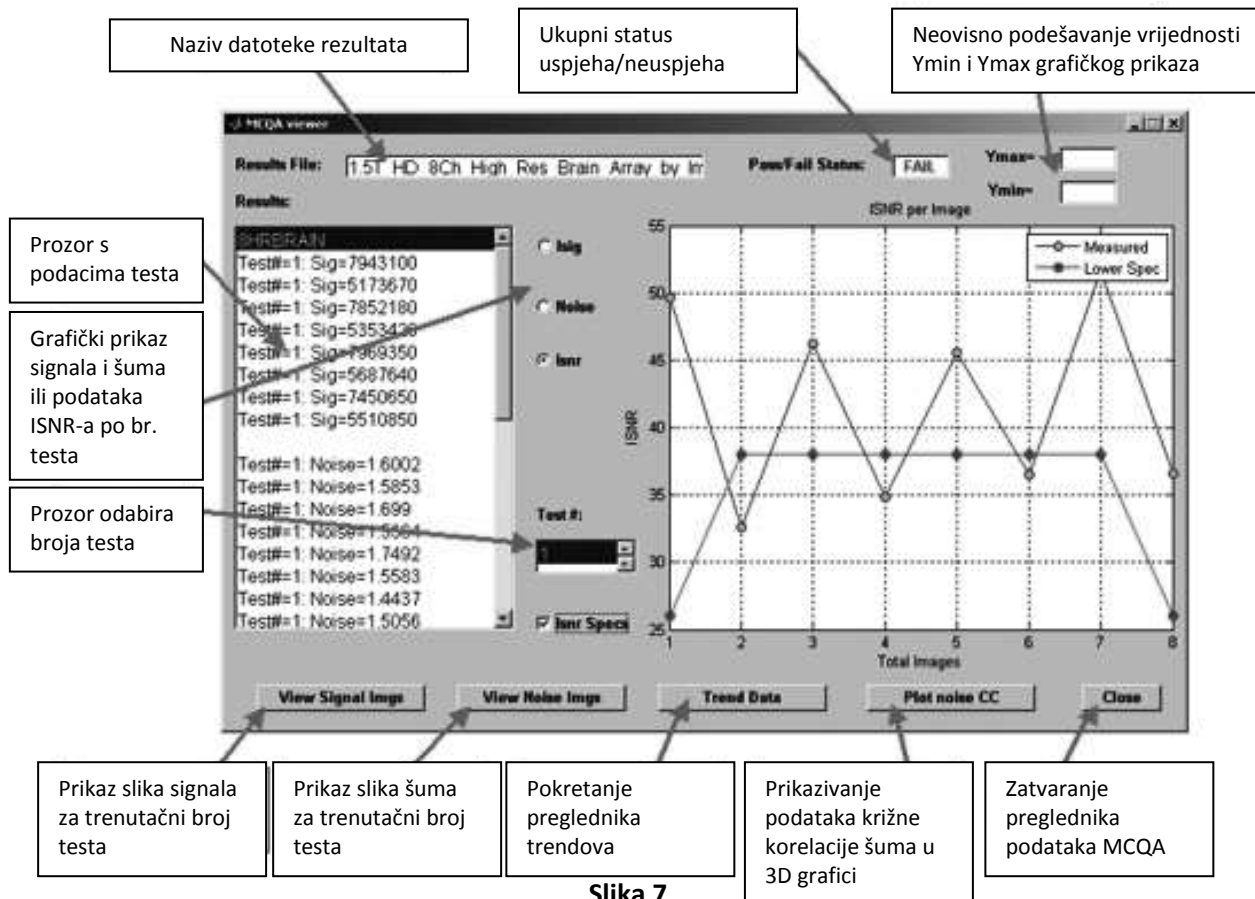 Naziv datoteke rezultata
Ukupni status
uspjeha/neuspjeha
Neovisno podešavanje vrijednosti
Ymin i Ymax grafičkog prikaza
MCQA viewer
Results File:
1.5T HD 8Ch High Res Brain Array by Im
Pass/Fail Status:
FAIL
Ymax=
Ymin=
Results:
8HRBRAIN
Test#=1: Sig=7943100
Test#=1: Sig=5173670
Test#=1: Sig=7852180
Test#=1: Sig=5353420
Test#=1: Sig=7969350
Test#=1: Sig=5687640
Test#=1: Sig=7450650
Test#=1: Sig=5510850
Test#=1: Noise=1.6002
Test#=1: Noise=1.5853
Test#=1: Noise=1.699
Test#=1:
Test#=1: Noise=1.7492
Test#=1: Noise=1.5583
Test#=1: Noise=1.4437
Test#=1: Noise=1.5056
Isig
Noise
Isnr
Test #:
1
Isnr Specs
ISNR per Image
Measured
Lower Spec
ISNR
55
50
45
40
35
30
25
1 2 3 4 5 6 7 8
Total Images
View Signal Imgs
View Noise Imgs
Trend Data
Plot noise CC
Close
Prozor s
podacima testa
Grafički prikaz
signala i šuma
ili podataka
ISNR-a po br.
testa
Prozor odabira
broja testa
Prikaz slika signala
za trenutačni broj
testa
Prikaz slika šuma
za trenutačni broj
testa
Pokretanje
preglednika
trendova
Prikazivanje
podataka križne
korelacije šuma u
3D grafici
Zatvaranje
preglednika
podataka MCQA
Slika 7